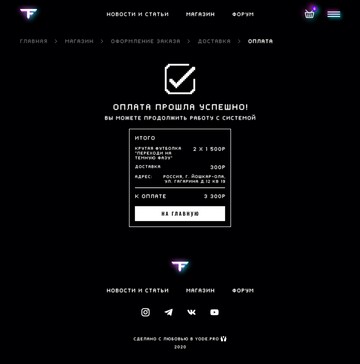 НОВОСТИ И СТАТЬИ МАГАЗИН ФОРУМ
ГЛАВНАЯ > МАГАЗИН > ОФОРМЛЕНИЕ ЗАКАЗА > ДОСТАВКА > ОПЛАТА
ОПЛАТА ПРОШЛА УСПЕШНО!
ВЫ МОЖЕТЕ ПРОДОЛЖИТЬ РАБОТУ С СИСТЕМОЙ
ИТОГО
КРУТАЯ ФУТБОЛКА 2 X 1 500Р
"ПЕРЕХОДИ НА
ТЕМНУЮ ФАЗУ"
ДОСТАВКА 300Р
АДРЕС: РОССИЯ, Г. ЙОШКАР-ОЛА,
УЛ. ГАГАРИНА Д.12 КВ 19
К ОПЛАТЕ 3 300Р
НА ГЛАВНУЮ
НОВОСТИ И СТАТЬИ МАГАЗИН ФОРУМ
СДЕЛАНО С ЛЮБОВЬЮ В YODE.PRO
2020